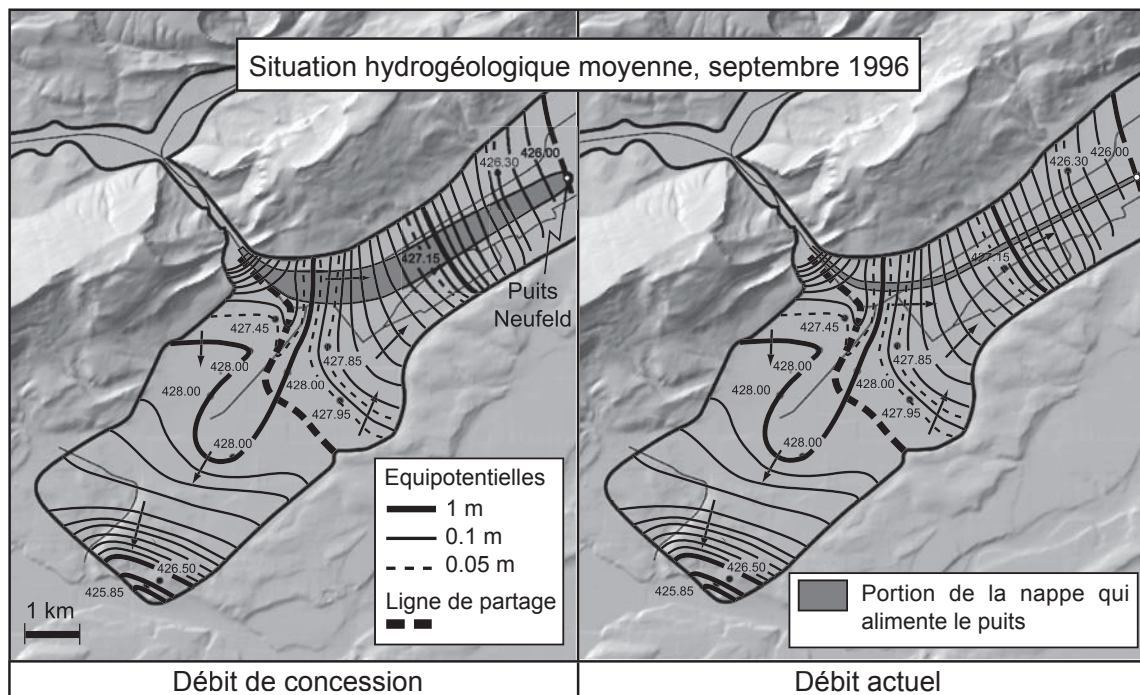 Situation hydrogéologique moyenne, septembre 1996
426.30
426.00
427.15
Puits
Neufeld
427.45
428.00
427.85
428.00
428.00
427.95
428.00
426.50
425.85
1 km
Equipotentielles
1 m
0.1 m
0.05 m
Ligne de partage
Débit de concession
426.30
426.00
427.15
427.45
428.00
427.85
428.00
428.00
427.95
428.00
426.50
425.85
Portion de la nappe qui
alimente le puits
Débit actuel